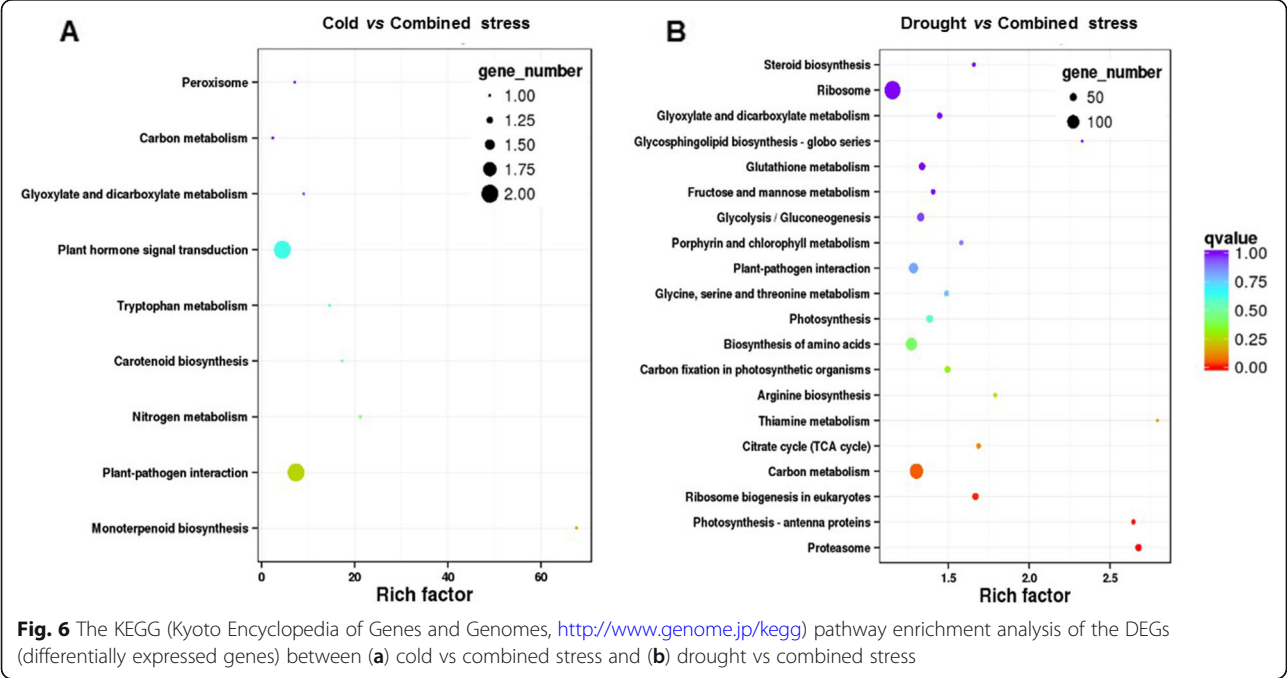 A
Cold vs Combined stress
Peroxisome
Carbon metabolism
Glyoxylate and dicarboxylate metabolism
Plant hormone signal transduction
Tryptophan metabolism
Carotenoid biosynthesis
Nitrogen metabolism
Plant-pathogen interaction
Monoterpenoid biosynthesis
gene_number
1.00
1.25
1.50
1.75
2.00
0 20 40 60
Rich factor
B
Drought vs Combined stress
Steroid biosynthesis
Ribosome
Glyoxylate and dicarboxylate metabolism
Glycosphingolipid biosynthesis - globo series
Glutathione metabolism
Fructose and mannose metabolism
Glycolysis / Gluconeogenesis
Porphyrin and chlorophyll metabolism
Plant-pathogen interaction
Glycine, serine and threonine metabolism
Photosynthesis
Biosynthesis of amino acids
Carbon fixation in photosynthetic organisms
Arginine biosynthesis
Thiamine metabolism
Citrate cycle (TCA cycle)
Carbon metabolism
Ribosome biogenesis in eukaryotes
Photosynthesis - antenna proteins
Proteasome
gene_number
50
100
1.5 2.0 2.5
Rich factor
qvalue
1.00
0.75
0.50
0.25
0.00
Fig. 6 The KEGG (Kyoto Encyclopedia of Genes and Genomes, http://www.genome.jp/kegg) pathway enrichment analysis of the DEGs
(differentially expressed genes) between (a) cold vs combined stress and (b) drought vs combined stress